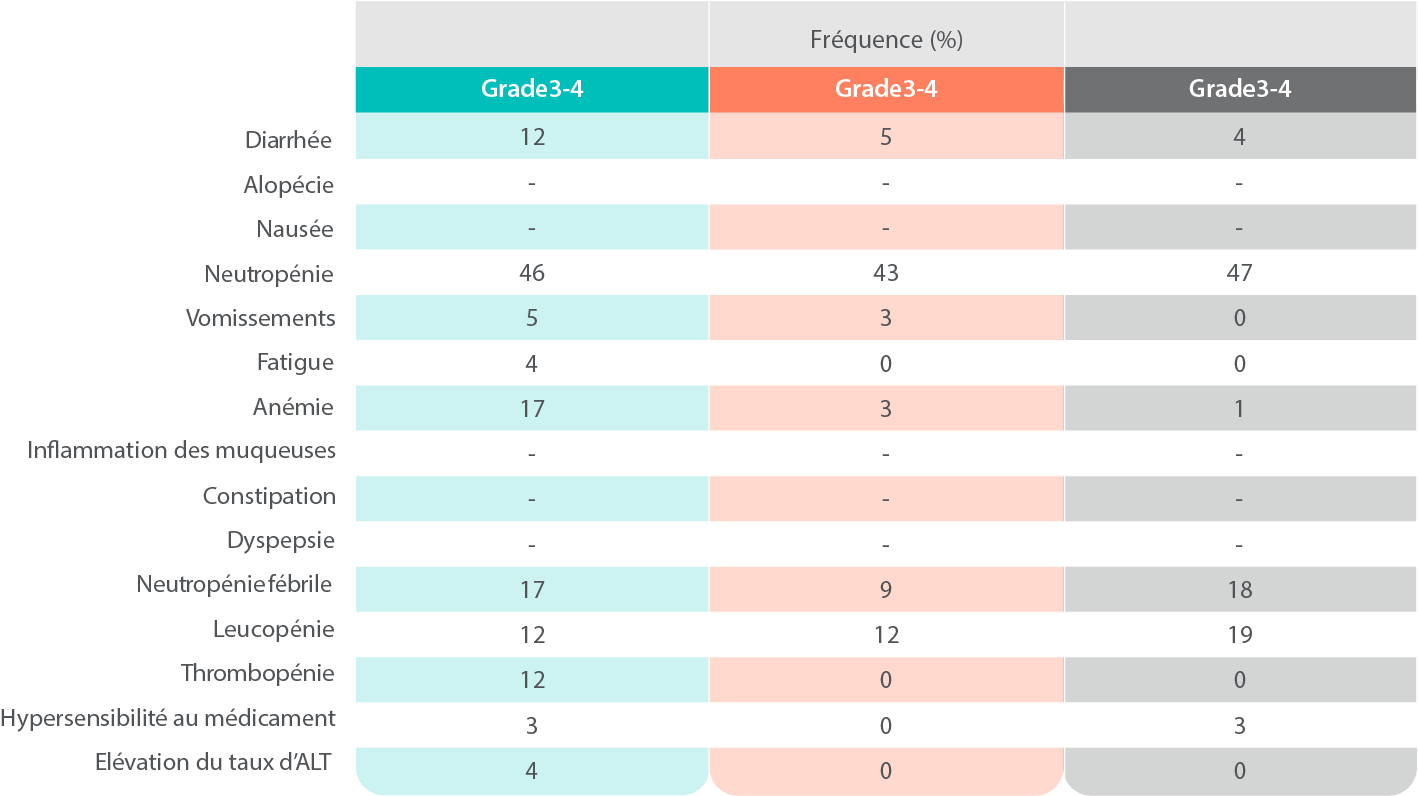 Fréquence (%)
Grade3-4 Grade3-4 Grade3-4
Diarrhée 12 5 4
Alopécie - - -
Nausée - - -
Neutropénie 46 43 47
Vomissements 5 3 0
Fatigue 4 0 0
Anémie 17 3 1
Inflammation des muqueuses - - -
Constipation - - -
Dyspepsie - - -
Neutropénie fébrile 17 9 18
Leucopénie 12 12 19
Thrombopénie 12 0 0
Hypersensibilité au médicament 3 0 3
Elévation du taux d’ALT 4 0 0